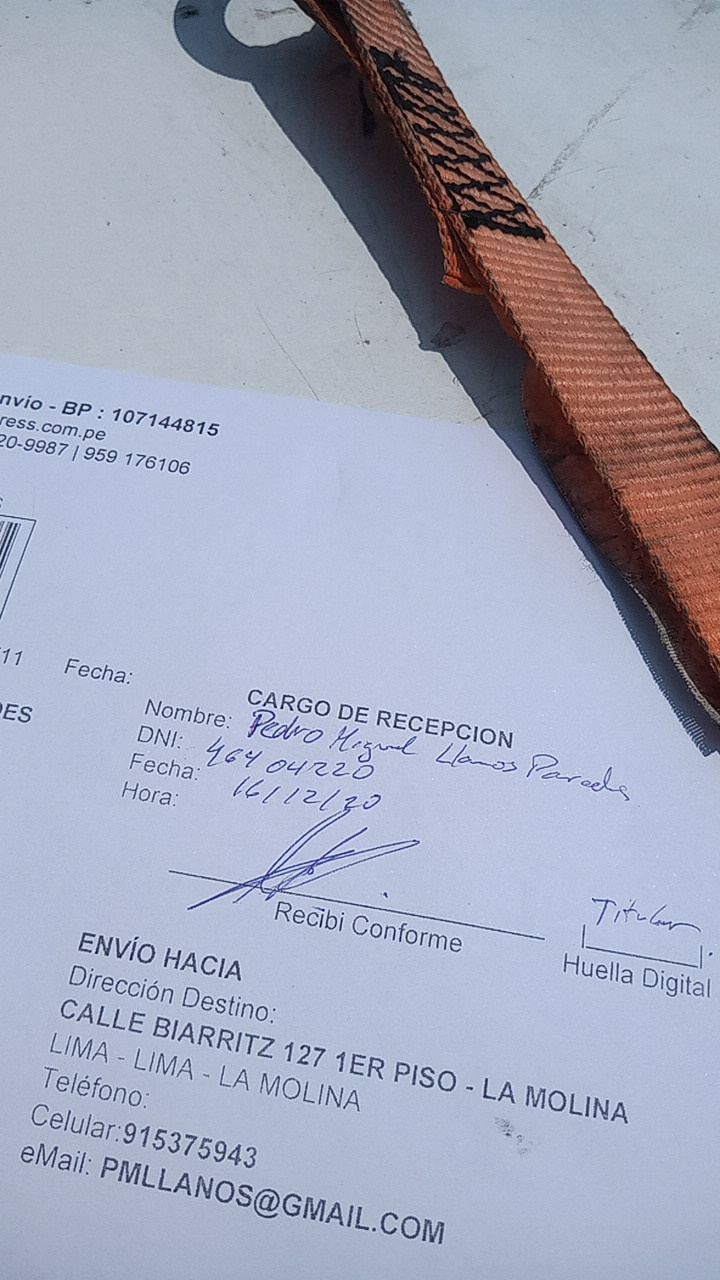 nvío - BP : 107144815
ress.com.pe
20-9987 | 959 176106
11
Fecha:
DES
CARGO DE RECEPCION
Nombre: Pedro Miguel Llanos Paredes
DNI: 46404220
Fecha: 16/12/20
Hora:
Recibi Conforme
Titular
Huella Digital
ENVÍO HACIA
Dirección Destino:
CALLE BIARRITZ 127 1ER PISO - LA MOLINA
LIMA - LIMA - LA MOLINA
Teléfono:
Celular:915375943
eMail: PMLLANOS@GMAIL.COM